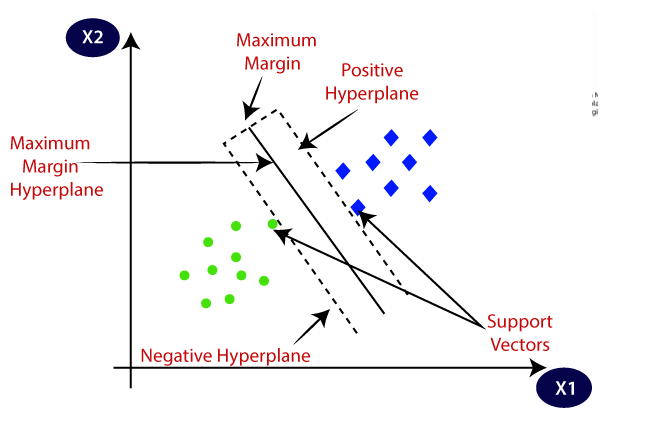 X2
Maximum
Margin
Positive
Hyperplane
Maximum
Margin
Hyperplane
Support
Vectors
Negative Hyperplane
X1